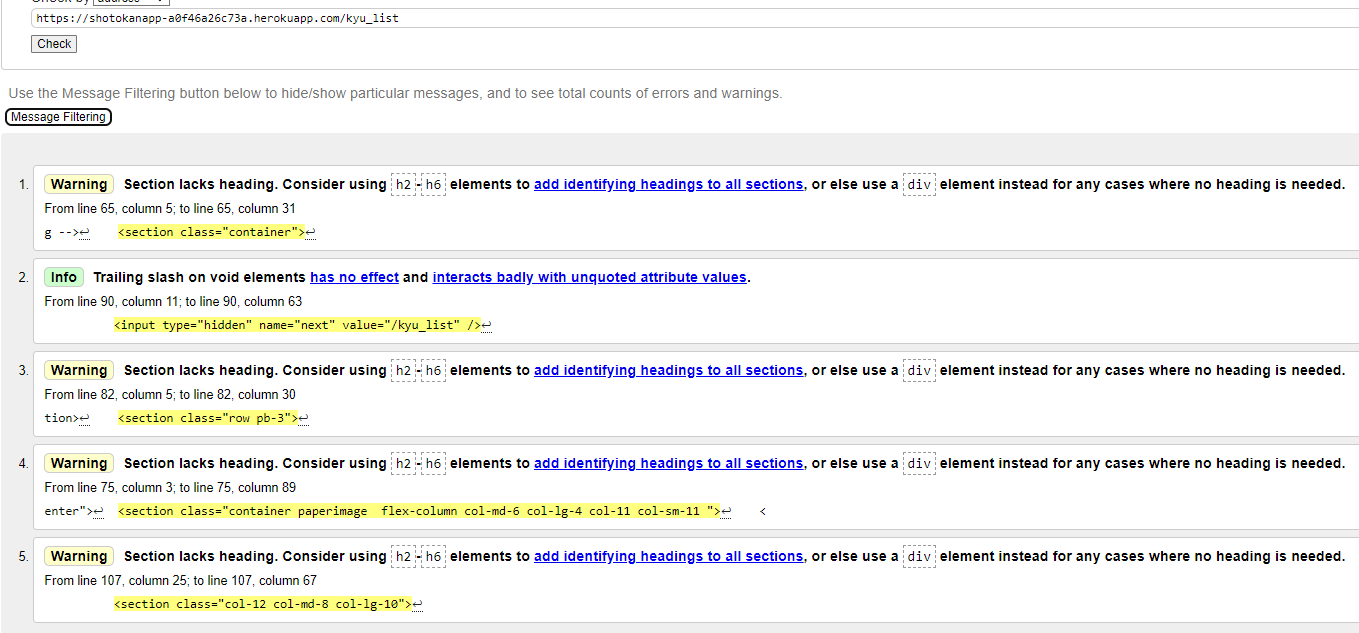 address
https://shotokanapp-a0f46a26c73a.herokuapp.com/kyu_list
Check
Use the Message Filtering button below to hide/show particular messages, and to see total counts of errors and warnings.
Message Filtering
1. Warning Section lacks heading. Consider using h2-h6 elements to add identifying headings to all sections, or else use a div element instead for any cases where no heading is needed.
From line 65, column 5; to line 65, column 31
g -->↩ <section class="container">↩
2. Info Trailing slash on void elements has no effect and interacts badly with unquoted attribute values.
From line 90, column 11; to line 90, column 63
<input type="hidden" name="next" value="/kyu_list" />↩
3. Warning Section lacks heading. Consider using h2-h6 elements to add identifying headings to all sections, or else use a div element instead for any cases where no heading is needed.
From line 82, column 5; to line 82, column 30
tion>↩ <section class="row pb-3">↩
4. Warning Section lacks heading. Consider using h2-h6 elements to add identifying headings to all sections, or else use a div element instead for any cases where no heading is needed.
From line 75, column 3; to line 75, column 89
enter">↩ <section class="container paperimage  flex-column col-md-6 col-lg-4 col-11 col-sm-11 ">↩ <
5. Warning Section lacks heading. Consider using h2-h6 elements to add identifying headings to all sections, or else use a div element instead for any cases where no heading is needed.
From line 107, column 25; to line 107, column 67
<section class="col-12 col-md-8 col-lg-10">↩